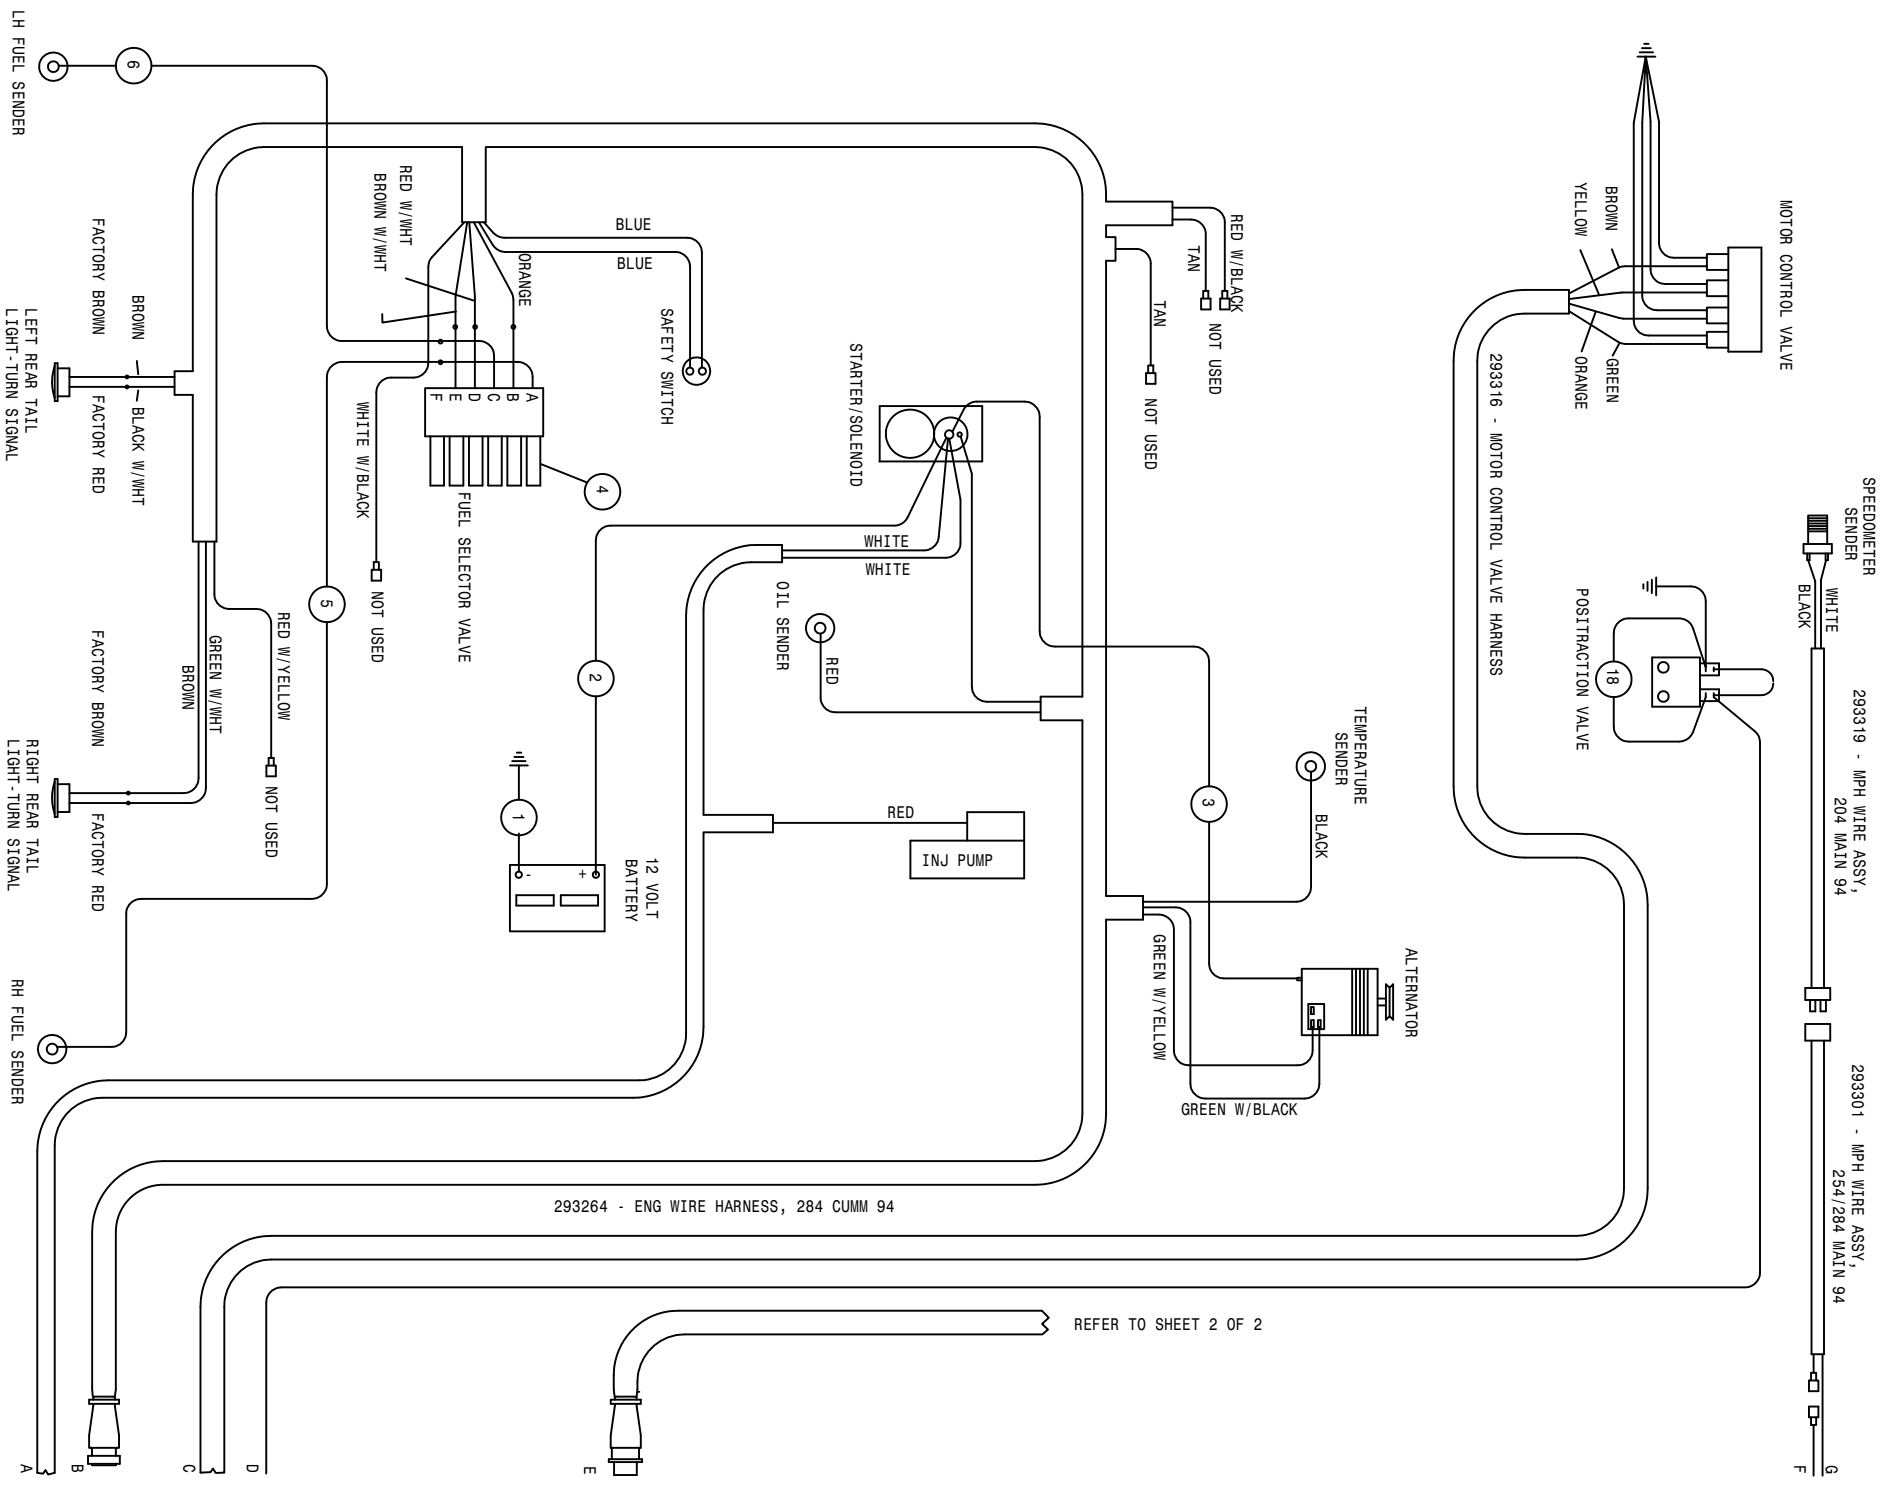 LH FUEL SENDER
6
RED W/WHT
BROWN W/WHT
ORANGE
BLUE
BLUE
SAFETY SWITCH
FACTORY BROWN
BROWN
LEFT REAR TAIL
LIGHT-TURN SIGNAL
FACTORY RED
BLACK W/WHT
WHITE W/BLACK
NOT USED
F
E
D
C
B
A
4
FUEL SELECTOR VALVE
5
RED W/YELLOW
NOT USED
GREEN W/WHT
BROWN
FACTORY BROWN
FACTORY RED
RIGHT REAR TAIL
LIGHT-TURN SIGNAL
RH FUEL SENDER
STARTER/SOLENOID
WHITE
WHITE
OIL SENDER
RED
2
1
-
+
12 VOLT
BATTERY
RED
INJ PUMP
RED W/BLACK
TAN
NOT USED
TAN
NOT USED
3
TEMPERATURE
SENDER
BLACK
GREEN W/YELLOW
GREEN W/BLACK
ALTERNATOR
MOTOR CONTROL VALVE
BROWN
YELLOW
GREEN
ORANGE
293316 - MOTOR CONTROL VALVE HARNESS
POSITRACTION VALVE
18
SPEEDOMETER
SENDER
WHITE
BLACK
293319 - MPH WIRE ASSY,
204 MAIN 94
293301 - MPH WIRE ASSY,
254/284 MAIN 94
293264 - ENG WIRE HARNESS, 284 CUMM 94
REFER TO SHEET 2 OF 2
A
B
C
D
E
F
G